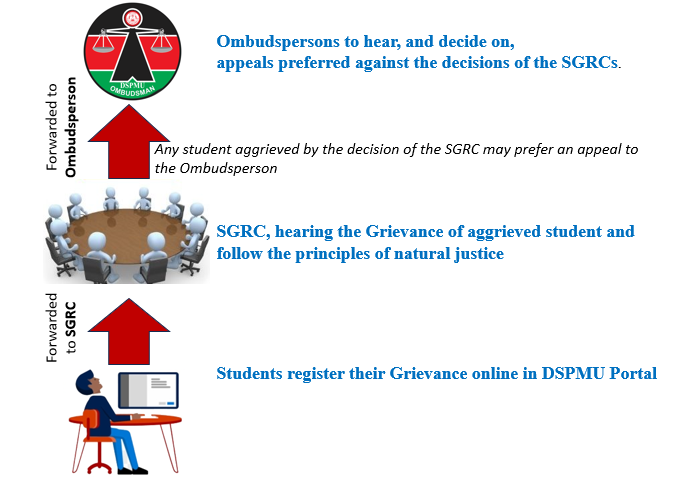 DSPMU
OMBUDSMAN
Ombudspersons to hear, and decide on,
appeals preferred against the decisions of the SGRCs.
Forwarded to
Ombudsperson
Any student aggrieved by the decision of the SGRC may prefer an appeal to
the Ombudsperson
SGRC, hearing the Grievance of aggrieved student and
follow the principles of natural justice
Forwarded
to SGRC
Students register their Grievance online in DSPMU Portal